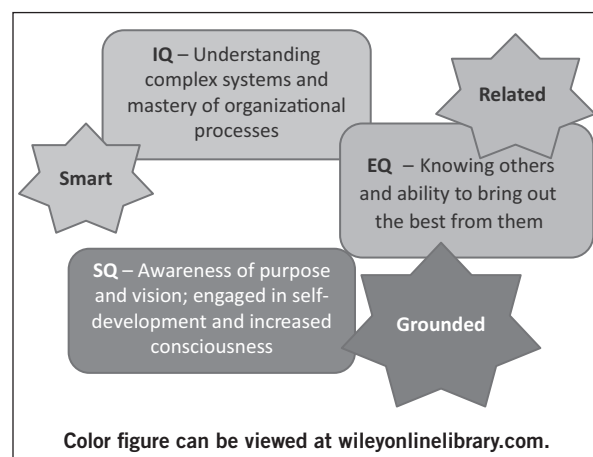 IQ – Understanding
complex systems and
mastery of organizational
processes
Related
Smart
EQ – Knowing others
and ability to bring out
the best from them
SQ – Awareness of purpose
and vision; engaged in self-
development and increased
consciousness
Grounded
Color figure can be viewed at wileyonlinelibrary.com.